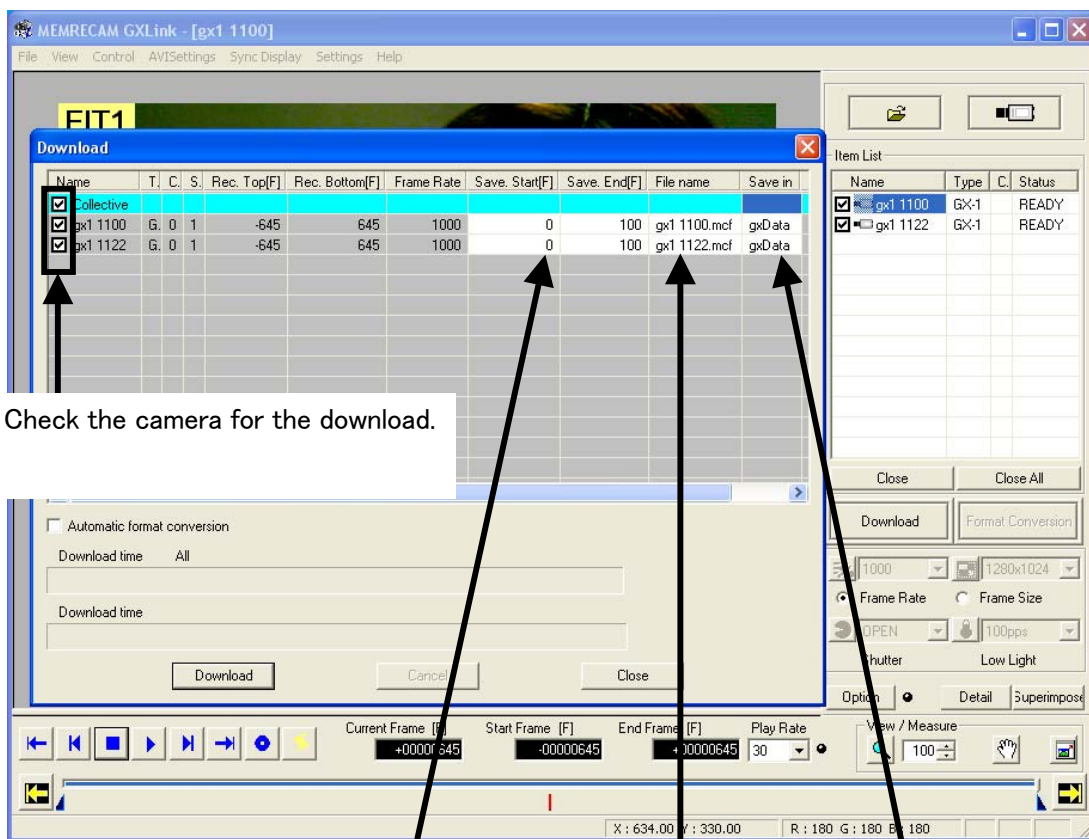 MEMRECAM GXLink - [gx1 1100]
File View Control AVISettings Sync Display Settings Help
FIT1
Download
Name T. C. S. Rec. Top[F] Rec. Bottom[F] Frame Rate Save. Start[F] Save. End[F] File name Save in
Collective
gx1 1100 G. 0 1 -645 645 1000 0 100 gx1 1100.mcf gxData
gx1 1122 G. 0 1 -645 645 1000 0 100 gx1 1122.mcf gxData
Check the camera for the download.
Automatic format conversion
Download time All
Download time
Download Cancel Close
Item List
Name Type C. Status
gx1 1100 GX-1 READY
gx1 1122 GX-1 READY
Close Close All
Download Format Conversion
1000 1280x1024
Frame Rate Frame Size
OPEN 100pps
Shutter Low Light
Option Detail Superimpose
Current Frame [F] Start Frame [F] End Frame [F] Play Rate View / Measure
+00000645 -00000645 +00000645 30 100
X : 634.00 Y : 330.00 R : 180 G : 180 B : 180